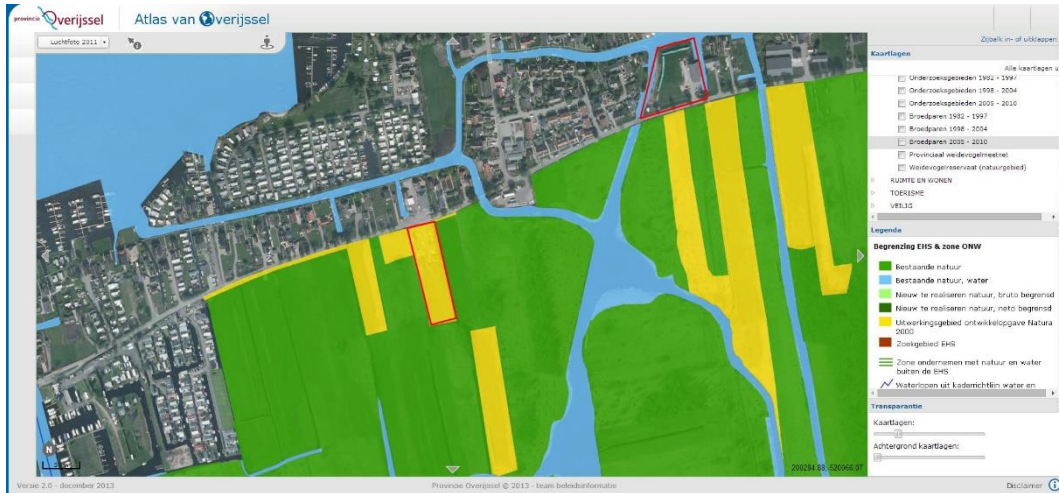 provincie Overijssel
Atlas van Overijssel
Luchtfoto 2011
Zijbalk in- of uitklappen
Kaartlagen
Alle kaartlagen u
Onderzoeksgebieden 1982 - 1997
Onderzoeksgebieden 1998 - 2004
Onderzoeksgebieden 2005 - 2010
Broedparen 1982 - 1997
Broedparen 1998 - 2004
Broedparen 2005 - 2010
Provinciaal weidevogelmeetnet
Weidevogelreservaat (natuurgebied)
RUIMTE EN WONEN
TOERISME
VEILIG
Legenda
Begrenzing EHS & zone ONW
Bestaande natuur
Bestaande natuur, water
Nieuw te realiseren natuur, bruto begrensd
Nieuw te realiseren natuur, netto begrensd
Uitwerkingsgebied ontwikkelopgave Natura
2000
Zoekgebied EHS
Zone ondernemen met natuur en water
buiten de EHS
Waterlopen uit kaderrichtlijn water en
Transparantie
Kaartlagen:
Achtergrond kaartlagen:
N
Versie 2.0 - december 2013
Provincie Overijssel © 2013 - team beleidsinformatie
Disclaimer